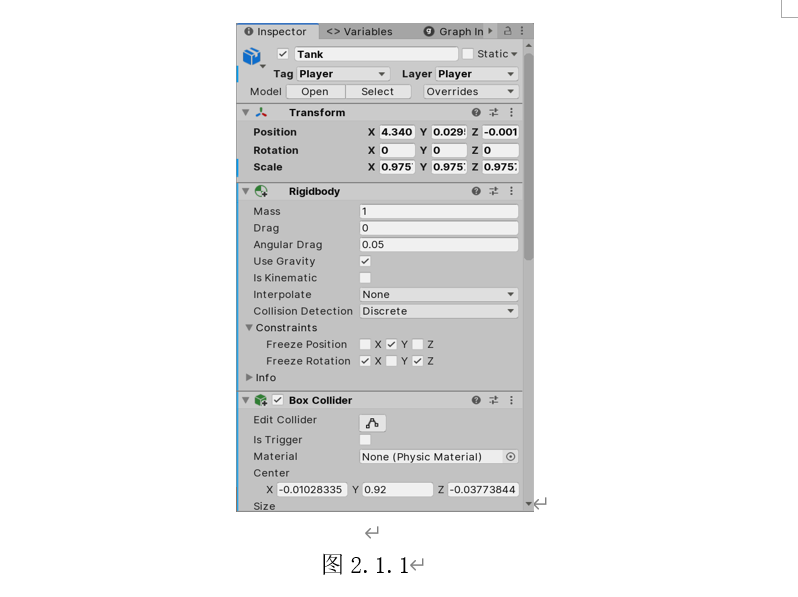 Inspector <> Variables Graph In
Tank Static
Tag Player Layer Player
Model Open Select Overrides
Transform
Position X 4.340 Y 0.029 Z -0.001
Rotation X 0 Y 0 Z 0
Scale X 0.975 Y 0.975 Z 0.975
Rigidbody
Mass 1
Drag 0
Angular Drag 0.05
Use Gravity
Is Kinematic
Interpolate None
Collision Detection Discrete
Constraints
Freeze Position X Y Z
Freeze Rotation X Y Z
Info
Box Collider
Edit Collider
Is Trigger
Material None (Physic Material)
Center
X -0.01028335 Y 0.92 Z -0.03773844
Size
图 2.1.1